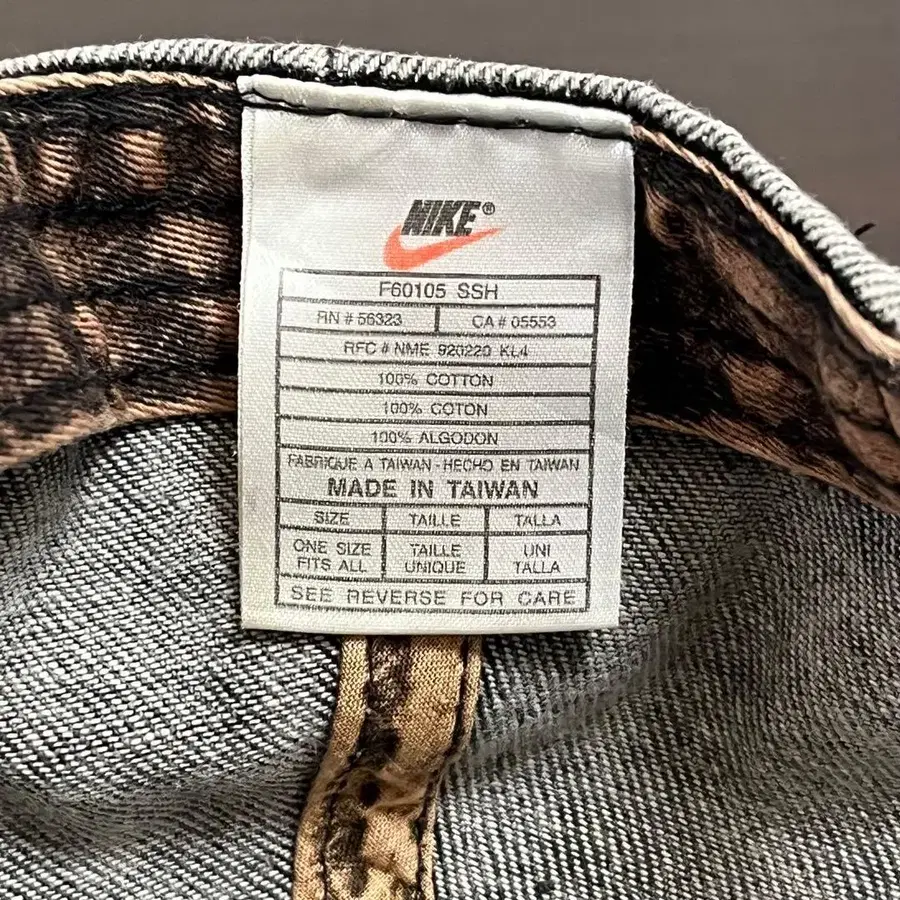 NIKE®
F60105 SSH
RN # 56323 CA # 05553
RFC # NME 920220 KL4
100% COTTON
100% COTON
100% ALGODON
FABRIQUE A TAIWAN - HECHO EN TAIWAN
MADE IN TAIWAN
SIZE TAILLE TALLA
ONE SIZE TAILLE UNI
FITS ALL UNIQUE TALLA
SEE REVERSE FOR CARE